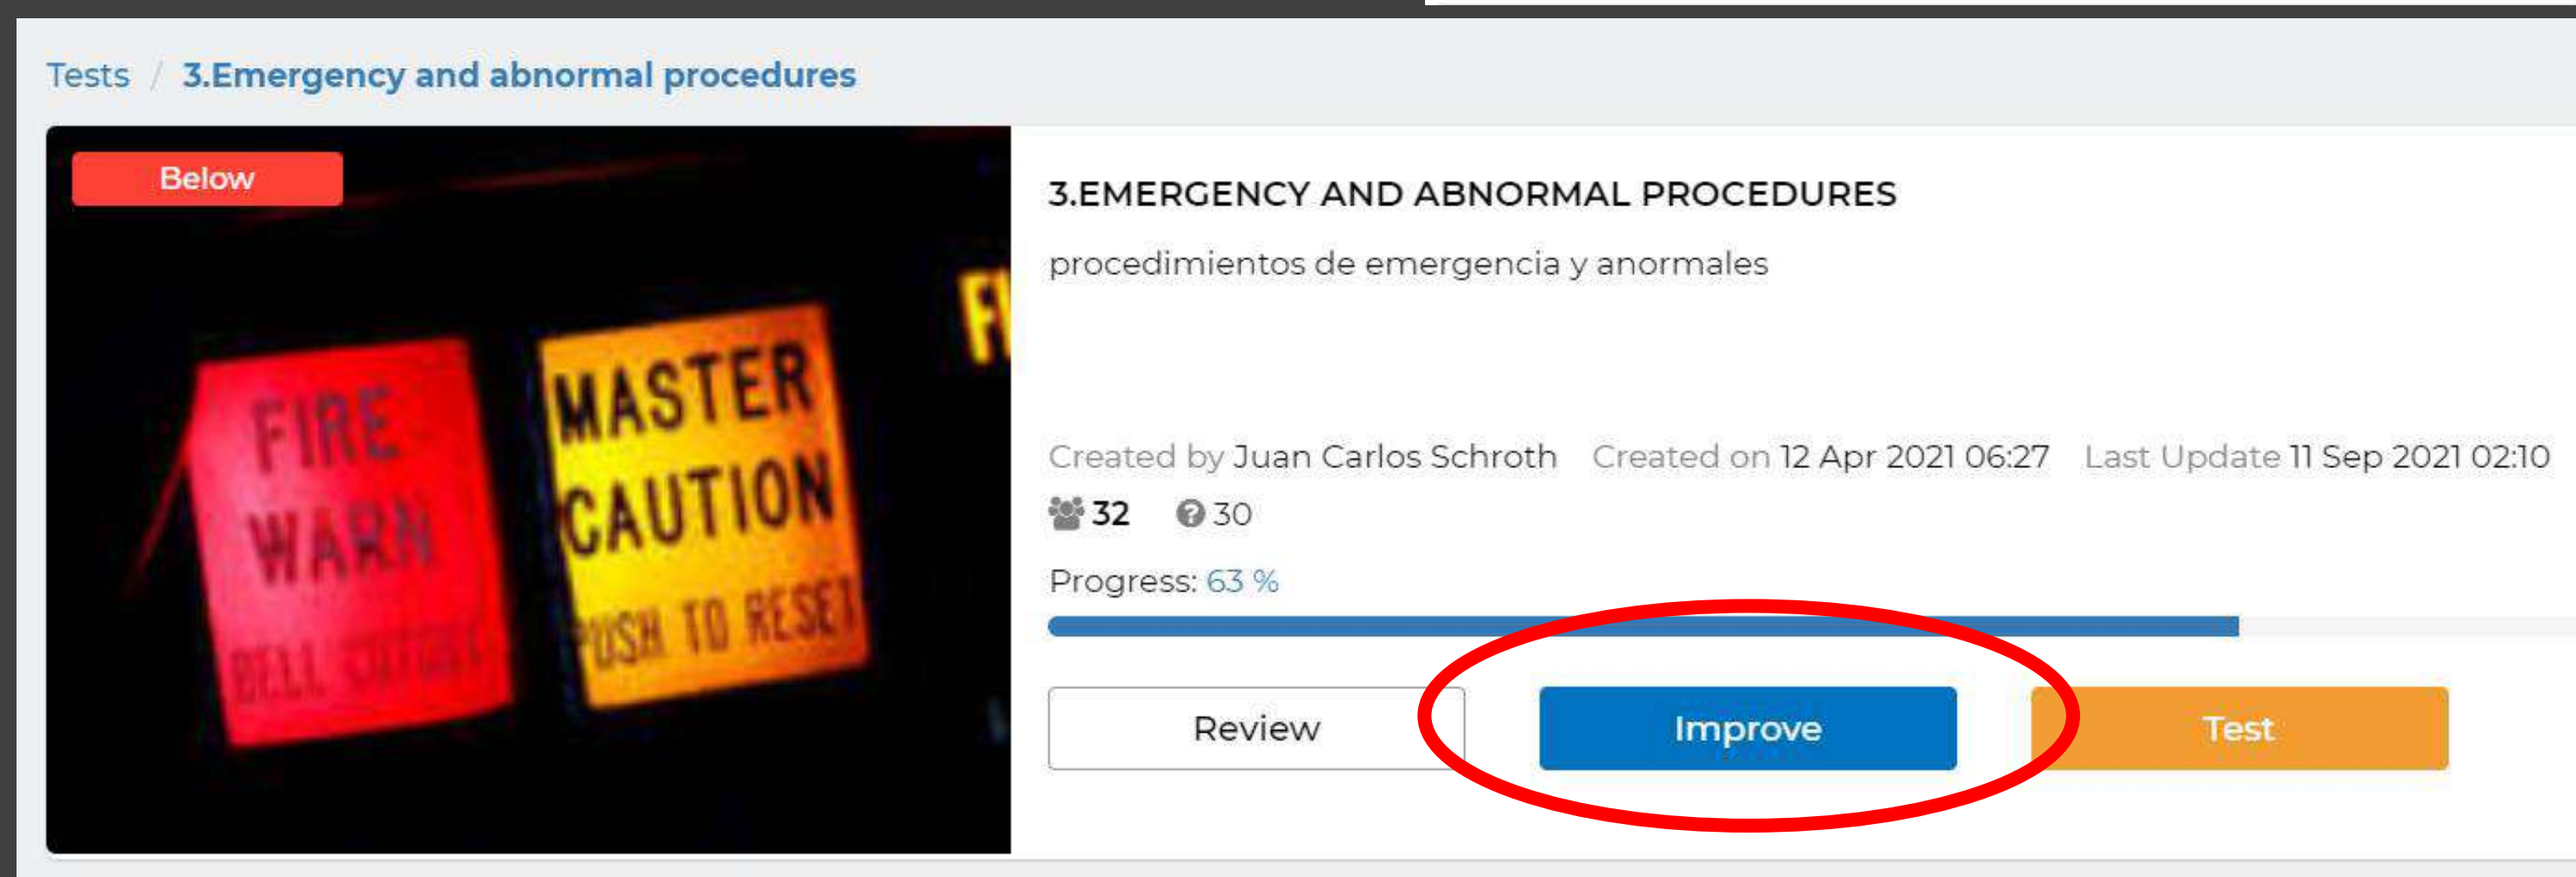 Tests / 3.Emergency and abnormal procedures
Below
FIRE
WARN
BELL
MASTER
CAUTION
PUSH TO RESET
3.EMERGENCY AND ABNORMAL PROCEDURES
procedimientos de emergencia y anormales
Created by Juan Carlos Schroth Created on 12 Apr 2021 06:27 Last Update 11 Sep 2021 02:10
32 30
Progress: 63 %
Review Improve Test